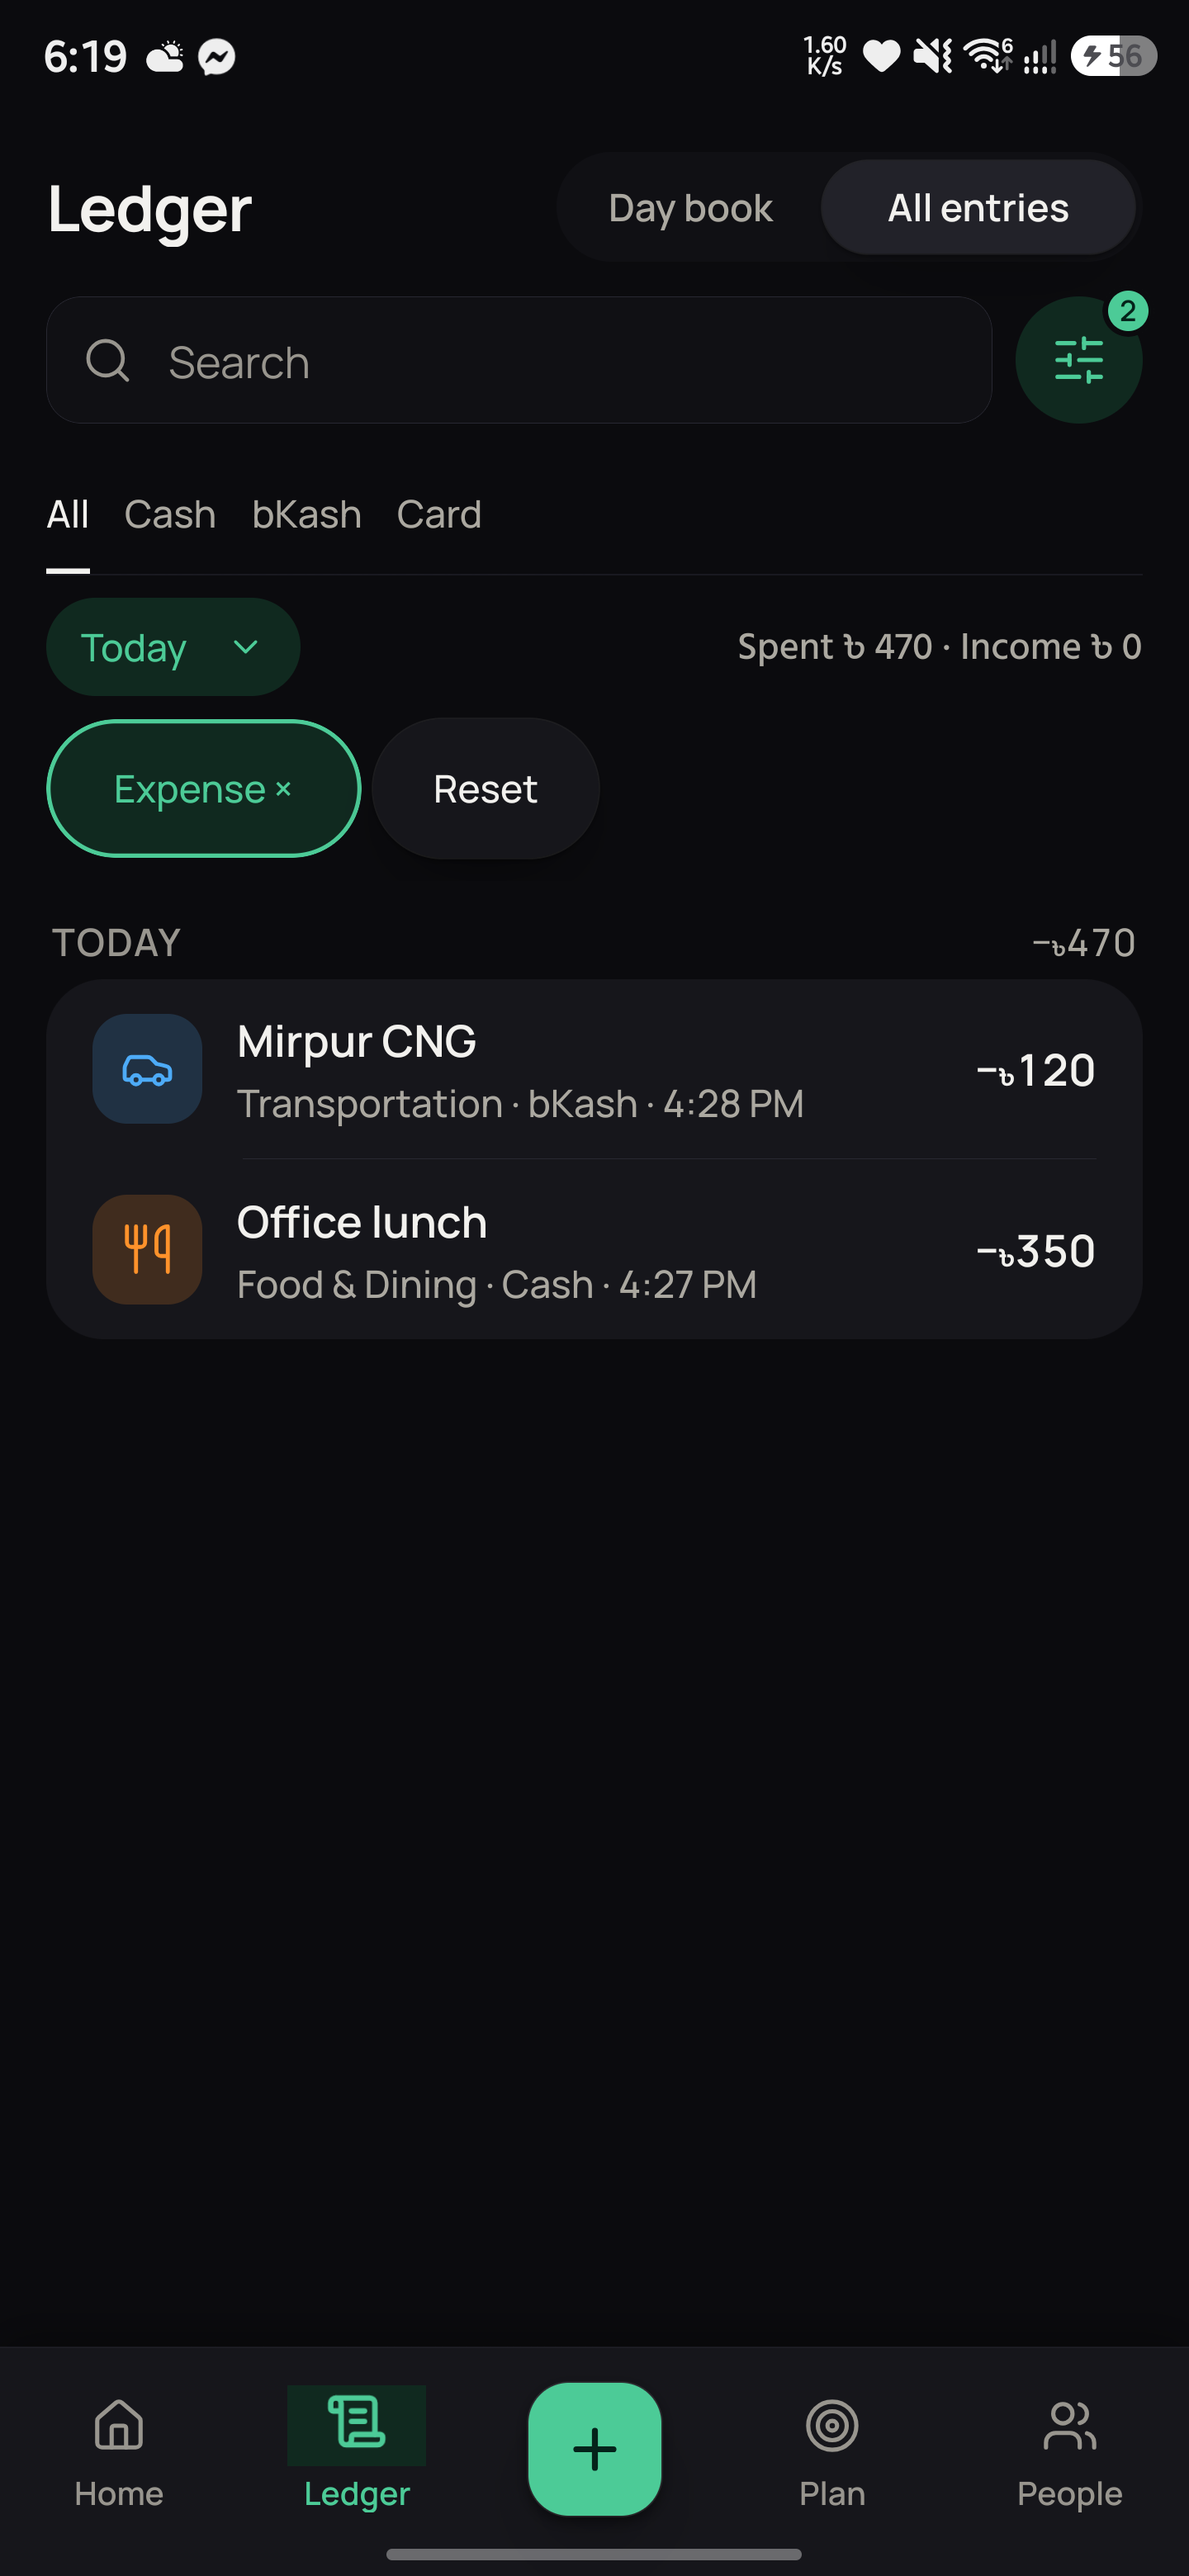 6:19
1.60 K/s
6
56
Ledger
Day book
All entries
Search
2
All
Cash
bKash
Card
Today
Spent ৳ 470 · Income ৳ 0
Expense ×
Reset
TODAY
−৳470
Mirpur CNG
−৳120
Transportation · bKash · 4:28 PM
Office lunch
−৳350
Food & Dining · Cash · 4:27 PM
Home
Ledger
Plan
People